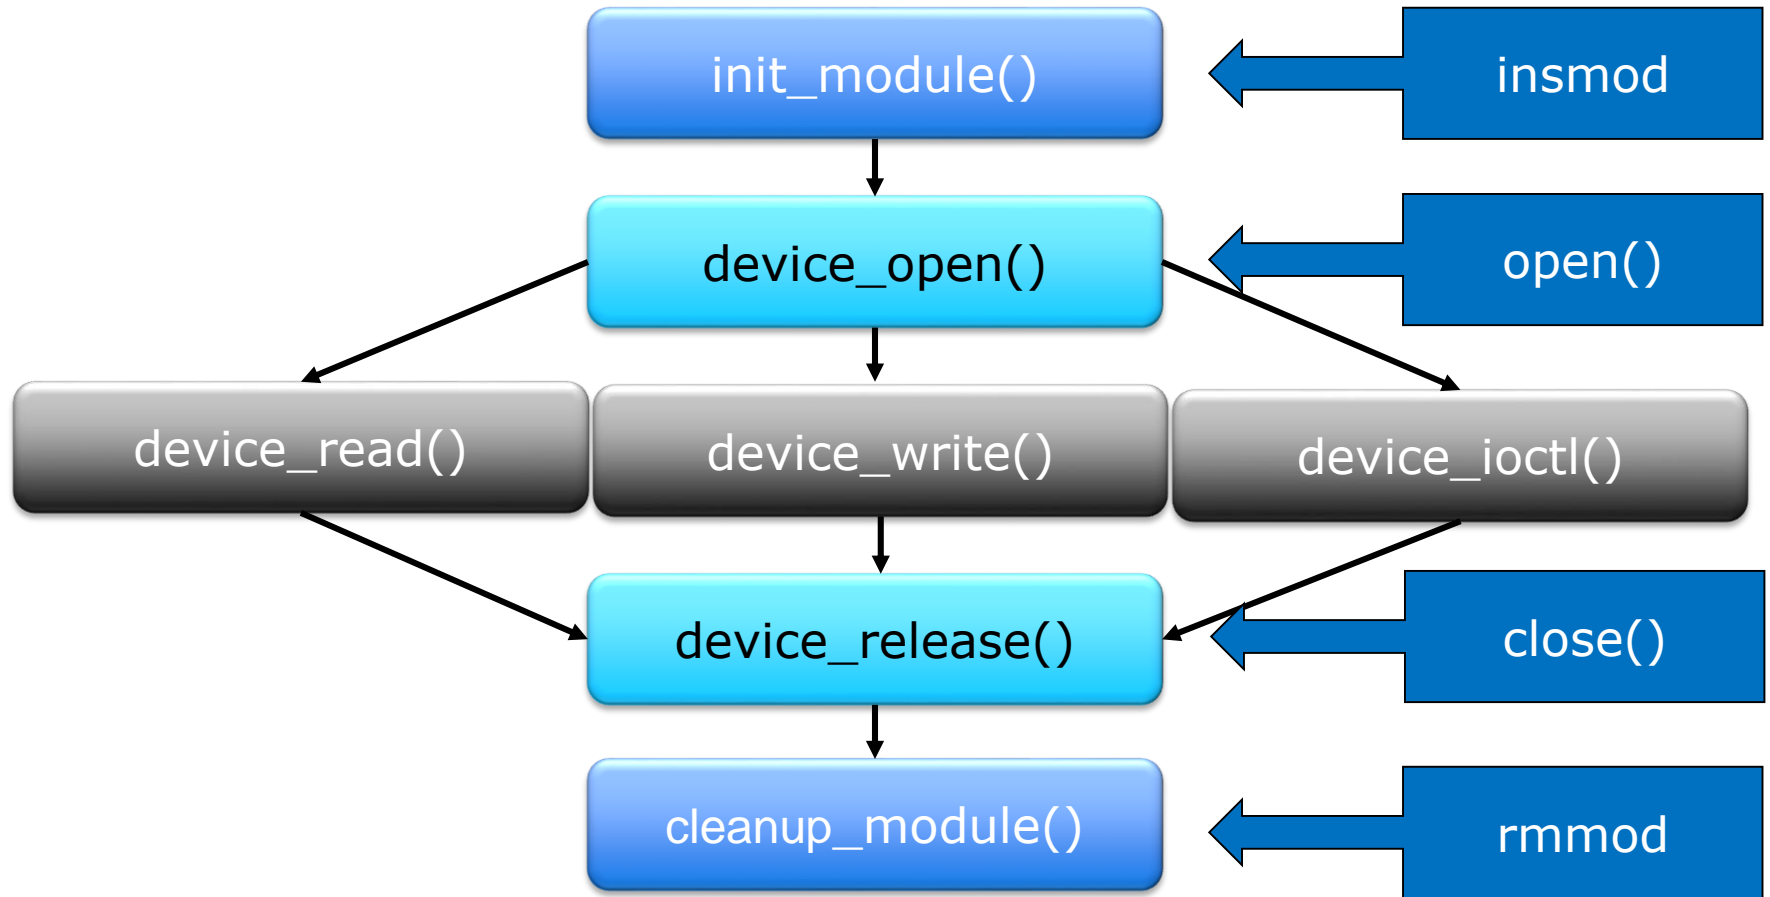 init_module()
insmod
device_open()
open()
device_read()
device_write()
device_ioctl()
device_release()
close()
cleanup_module()
rmmod